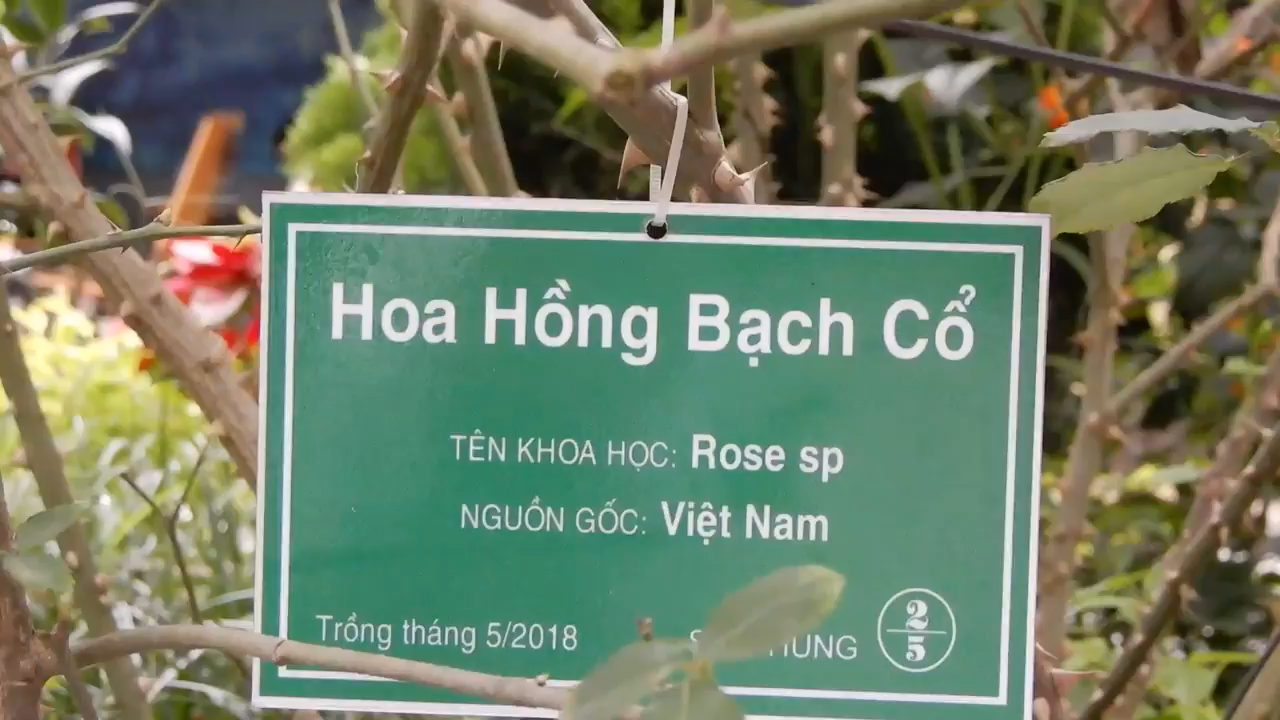 Hoa Hồng Bạch Cổ
TÊN KHOA HỌC: Rose sp
NGUỒN GỐC: Việt Nam
Trồng tháng 5/2018
2
5